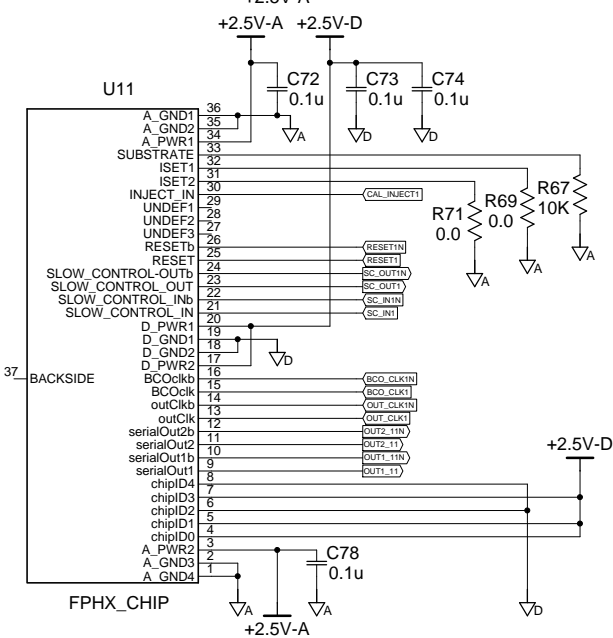 +2.5V-A
+2.5V-A +2.5V-D
U11
C72
0.1u
C73
0.1u
C74
0.1u
A
D
D
A_GND1 36
A_GND2 35
A_PWR1 34
SUBSTRATE 33
ISET1 32
ISET2 31
INJECT_IN 30 CAL_INJECT1
UNDEF1 29
UNDEF2 28
UNDEF3 27
RESETb 26 RESET1N
RESET 25 RESET1
SLOW_CONTROL-OUTb 24 SC_OUT1N
SLOW_CONTROL_OUT 23 SC_OUT1
SLOW_CONTROL_INb 22 SC_IN1N
SLOW_CONTROL_IN 21 SC_IN1
D_PWR1 20
D_GND1 19
D_GND2 18
D_PWR2 17
D
R71
0.0
A
R69
0.0
A
R67
10K
A
37 BACKSIDE
BCOclkb 16 BCO_CLK1N
BCOclk 15 BCO_CLK1
outClkb 14 OUT_CLK1N
outClk 13 OUT_CLK1
serialOut2b 12 OUT2_11N
serialOut2 11 OUT2_11
serialOut1b 10 OUT1_11N
serialOut1 9 OUT1_11
chipID4 8
chipID3 7
chipID2 6
chipID1 5
chipID0 4
A_PWR2 3
A_GND3 2
A_GND4 1
+2.5V-D
C78
0.1u
FPHX_CHIP
A
A
D
+2.5V-A